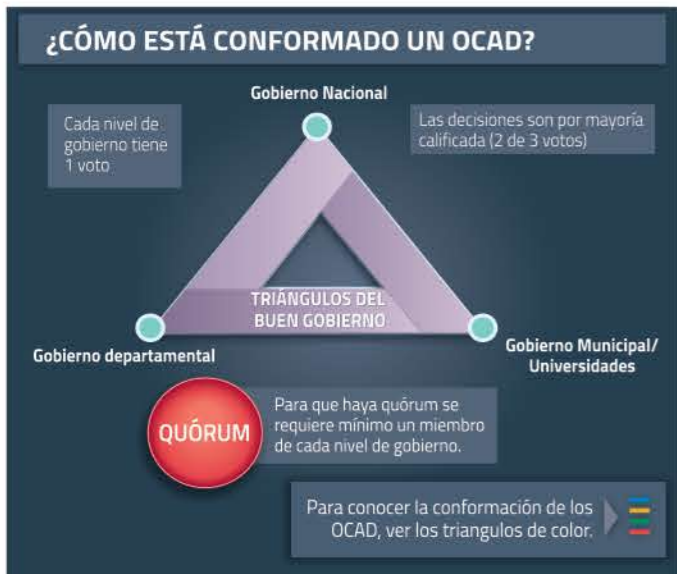 ¿CÓMO ESTÁ CONFORMADO UN OCAD?
Gobierno Nacional
Cada nivel de
gobierno tiene
1 voto
Las decisiones son por mayoría
calificada (2 de 3 votos)
TRIÁNGULOS DEL
BUEN GOBIERNO
Gobierno departamental
Gobierno Municipal/
Universidades
QUÓRUM
Para que haya quórum se
requiere mínimo un miembro
de cada nivel de gobierno.
Para conocer la conformación de los
OCAD, ver los triangulos de color.